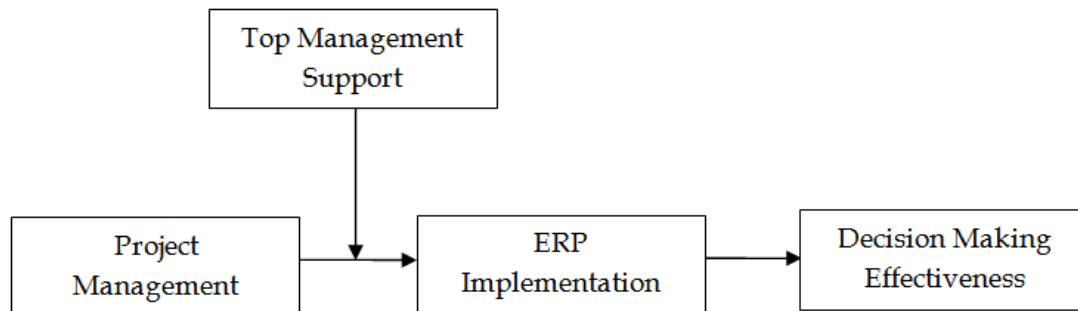 Top Management
Support
Project
Management
ERP
Implementation
Decision Making
Effectiveness